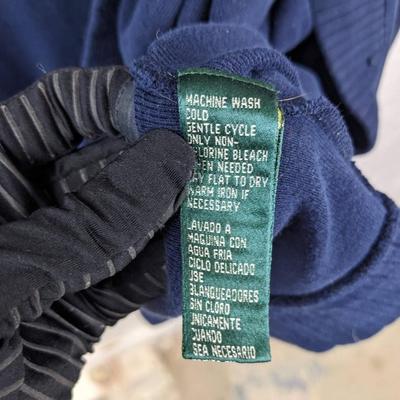 MACHINE WASH
COLD
GENTLE CYCLE
ONLY NON-
CHLORINE BLEACH
WHEN NEEDED
LAY FLAT TO DRY
WARM IRON IF
NECESSARY
LAVADO A
MAQUINA CON
AGUA FRIA
CICLO DELICADO
USE
BLANQUEADORES
SIN CLORO
UNICAMENTE
CUANDO
SEA NECESARIO